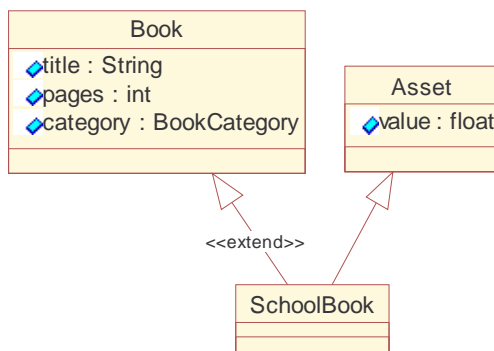 Book
title : String
pages : int
category : BookCategory
Asset
value : float
<<extend>>
SchoolBook